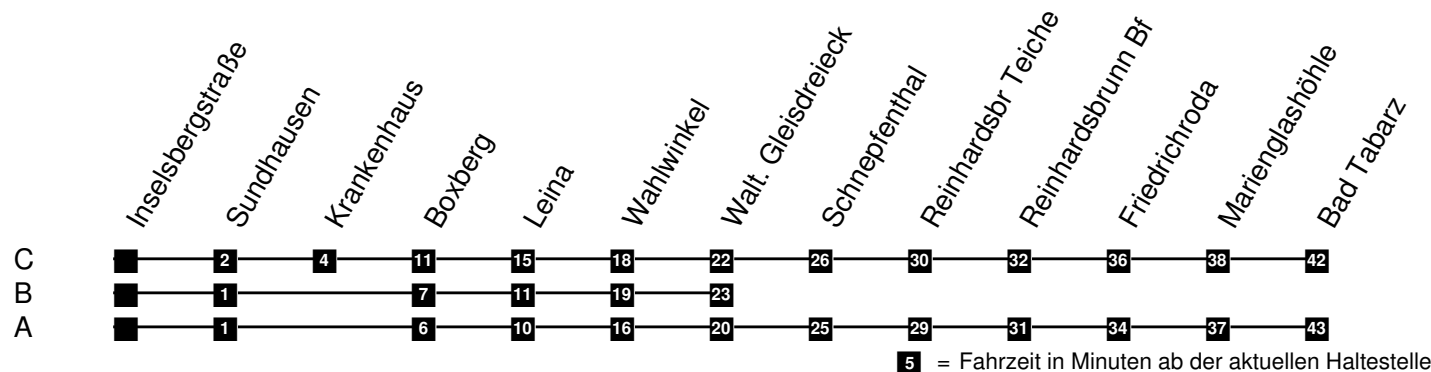 Inselsbergstraße
Sundhausen
Krankenhaus
Boxberg
Leina
Wahlwinkel
Walt. Gleisdreieck
Schnepfenthal
Reinhardsbr Teiche
Reinhardsbrunn Bf
Friedrichroda
Marienglashöhle
Bad Tabarz
C 2 4 11 15 18 22 26 30 32 36 38 42
B 1 7 11 19 23
A 1 6 10 16 20 25 29 31 34 37 43
5 = Fahrzeit in Minuten ab der aktuellen Haltestelle